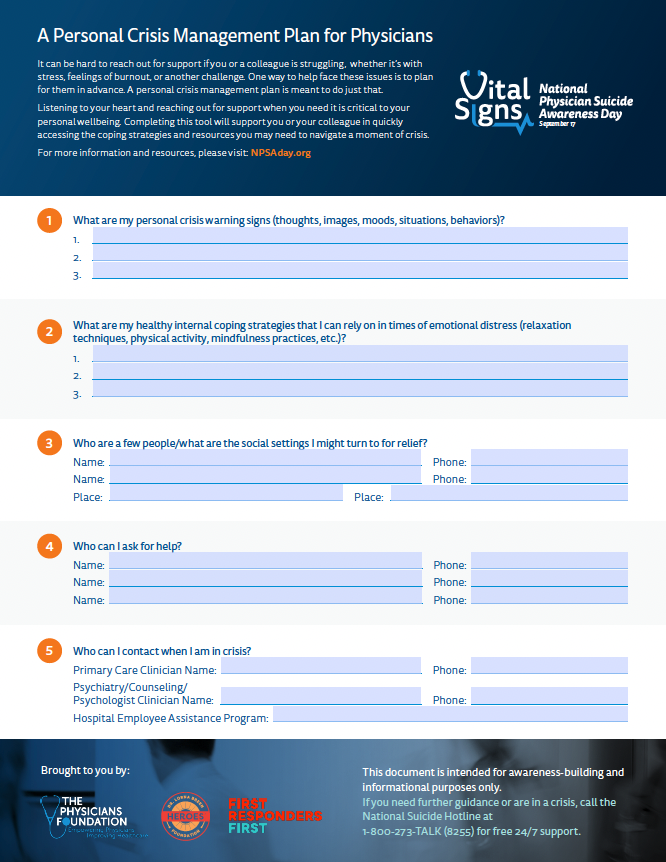 A Personal Crisis Management Plan for Physicians
It can be hard to reach out for support if you or a colleague is struggling, whether it's with
stress, feelings of burnout, or another challenge. One way to help face these issues is to plan
for them in advance. A personal crisis management plan is meant to do just that.
Listening to your heart and reaching out for support when you need it is critical to your
personal wellbeing. Completing this tool will support you or your colleague in quickly
accessing the coping strategies and resources you may need to navigate a moment of crisis.
For more information and resources, please visit: NPSAday.org
Vital
Signs
National
Physician Suicide
Awareness Day
September 17
1 What are my personal crisis warning signs (thoughts, images, moods, situations, behaviors)?
1.
2.
3.
2 What are my healthy internal coping strategies that I can rely on in times of emotional distress (relaxation
techniques, physical activity, mindfulness practices, etc.)?
1.
2.
3.
3 Who are a few people/what are the social settings I might turn to for relief?
Name: Phone:
Name: Phone:
Place: Place:
4 Who can I ask for help?
Name: Phone:
Name: Phone:
Name: Phone:
5 Who can I contact when I am in crisis?
Primary Care Clinician Name: Phone:
Psychiatry/Counseling/
Psychologist Clinician Name: Phone:
Hospital Employee Assistance Program:
Brought to you by:
THE
PHYSICIANS
FOUNDATION
Empowering Physicians
Improving Healthcare
DR. LORNA BREEN
HEROES'
FOUNDATION
FIRST
RESPONDERS
FIRST
This document is intended for awareness-building and
informational purposes only.
If you need further guidance or are in a crisis, call the
National Suicide Hotline at
1-800-273-TALK (8255) for free 24/7 support.